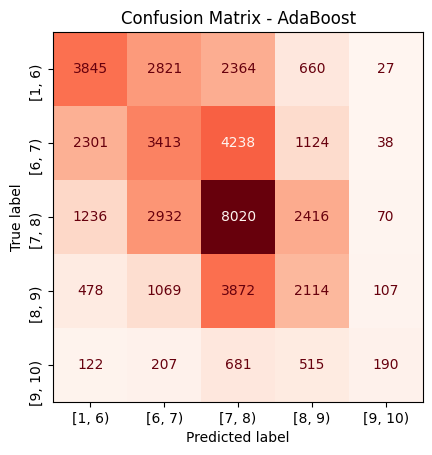 Confusion Matrix - AdaBoost
True label
[1, 6) 3845 2821 2364 660 27
[6, 7) 2301 3413 4238 1124 38
[7, 8) 1236 2932 8020 2416 70
[8, 9) 478 1069 3872 2114 107
[9, 10) 122 207 681 515 190
[1, 6) [6, 7) [7, 8) [8, 9) [9, 10)
Predicted label